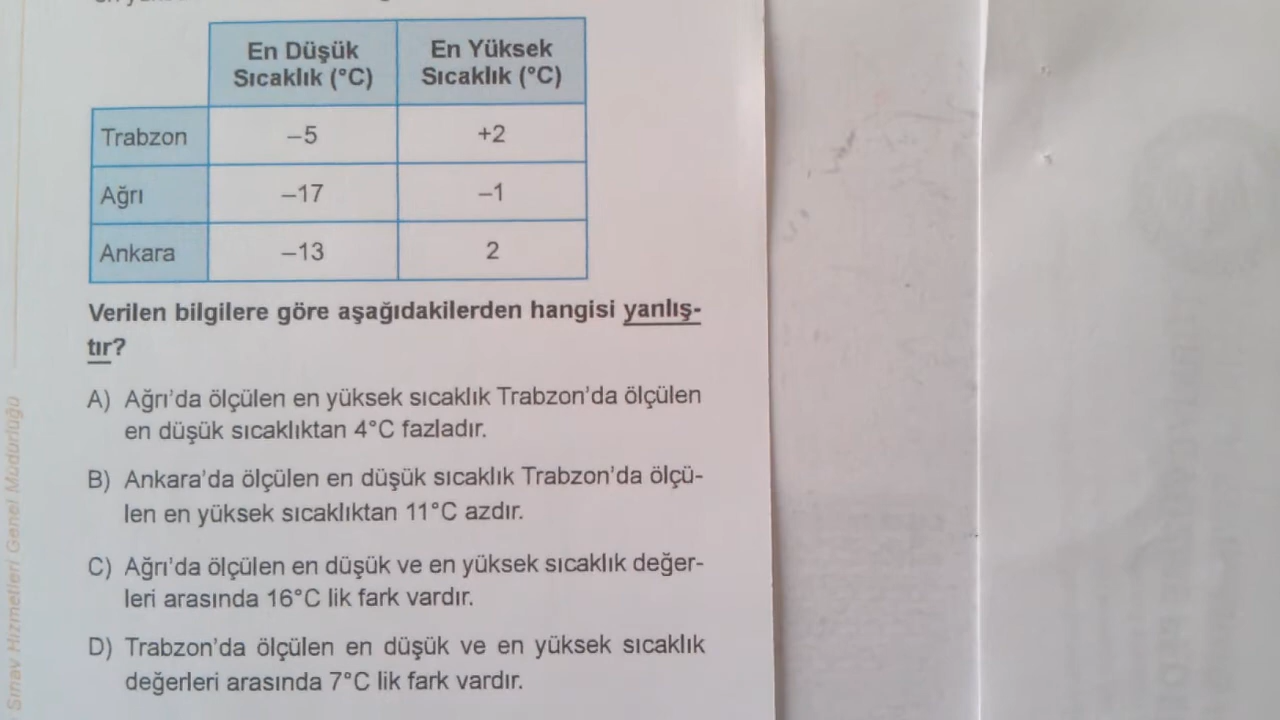 En Düşük
Sıcaklık (°C)
En Yüksek
Sıcaklık (°C)
Trabzon
–5
+2
Ağrı
–17
–1
Ankara
–13
2
Verilen bilgilere göre aşağıdakilerden hangisi yanlış-
tır?
A) Ağrı'da ölçülen en yüksek sıcaklık Trabzon'da ölçülen
en düşük sıcaklıktan 4°C fazladır.
B) Ankara'da ölçülen en düşük sıcaklık Trabzon'da ölçü-
len en yüksek sıcaklıktan 11°C azdır.
C) Ağrı'da ölçülen en düşük ve en yüksek sıcaklık değer-
leri arasında 16°C lik fark vardır.
D) Trabzon'da ölçülen en düşük ve en yüksek sıcaklık
değerleri arasında 7°C lik fark vardır.
Sınav Hizmetleri Genel Müdürlüğü